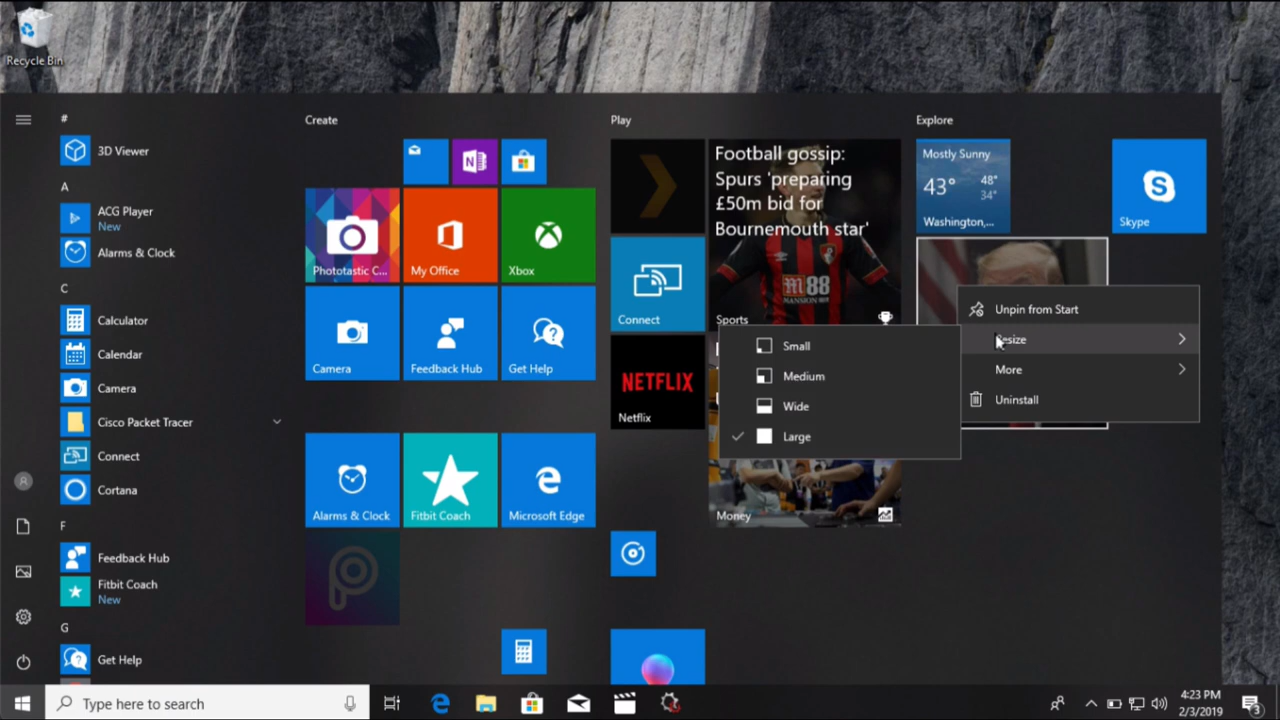 Recycle Bin
#
3D Viewer
A
ACG Player
New
Alarms & Clock
C
Calculator
Calendar
Camera
Cisco Packet Tracer
Connect
Cortana
F
Feedback Hub
Fitbit Coach
New
G
Get Help
Create
Phototastic C...
My Office
Xbox
Camera
Feedback Hub
Get Help
Alarms & Clock
Fitbit Coach
Microsoft Edge
Play
Connect
NETFLIX
Netflix
Football gossip:
Spurs 'preparing
£50m bid for
Bournemouth star'
M88
MANSION 88
Sports
Money
Explore
Mostly Sunny
43° 48°
34°
Washington,...
Skype
Unpin from Start
Resize
More
Uninstall
Small
Medium
Wide
Large
Type here to search
4:23 PM
2/3/2019
3